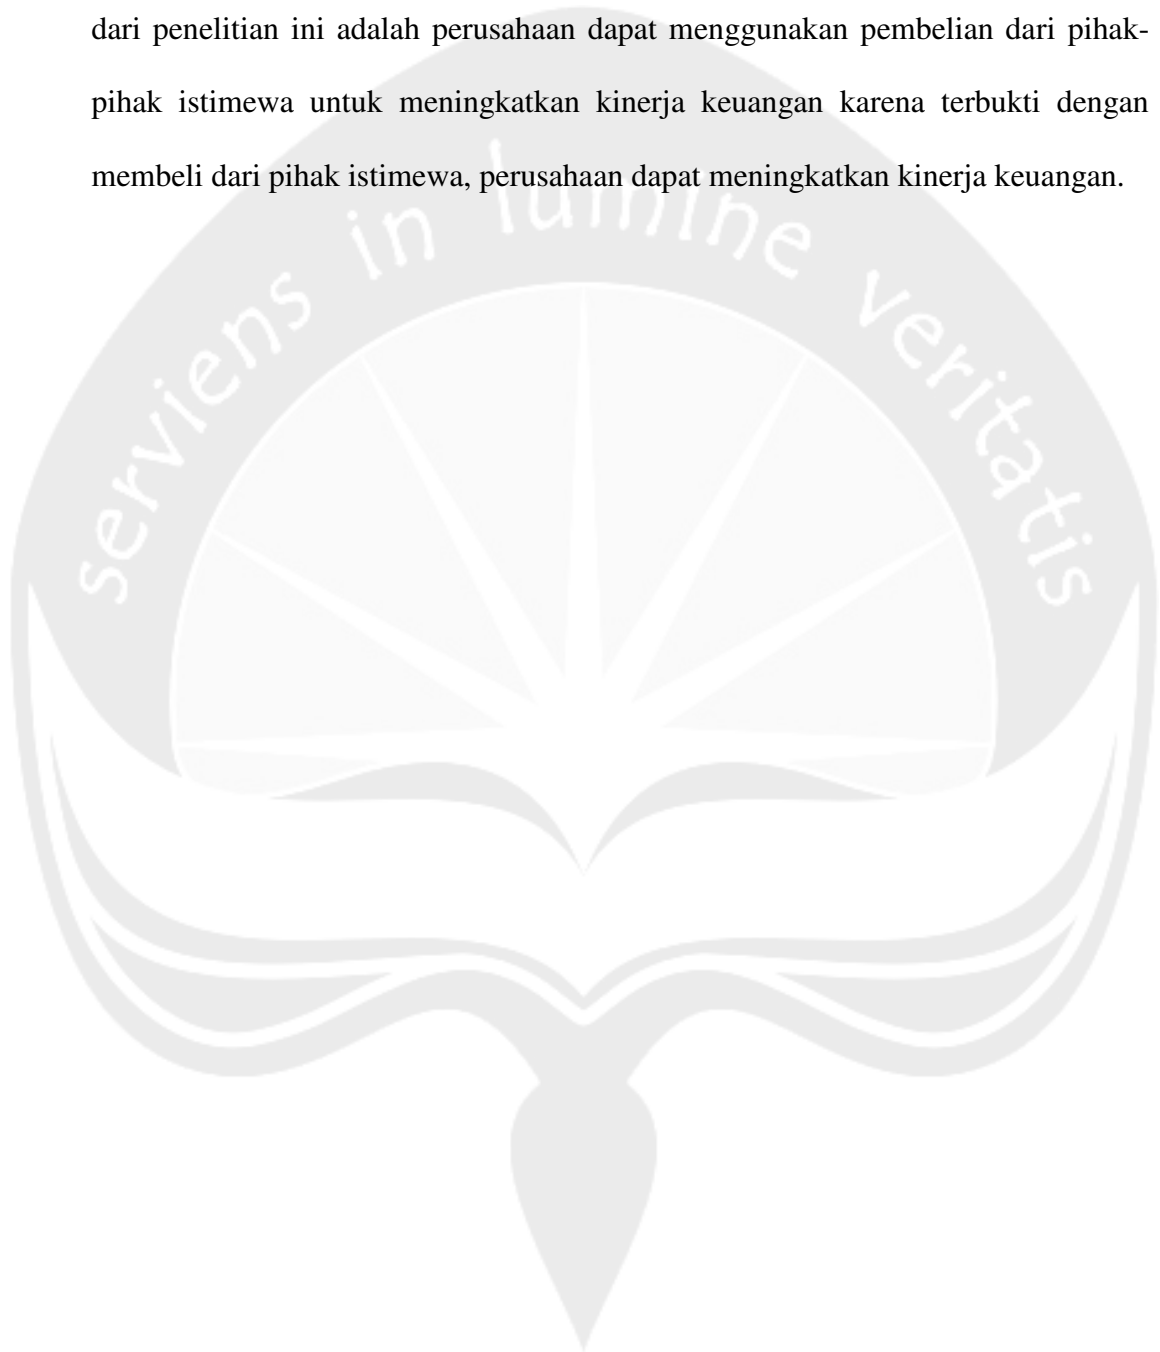 dari penelitian ini adalah perusahaan dapat menggunakan pembelian dari pihak-
pihak istimewa untuk meningkatkan kinerja keuangan karena terbukti dengan
membeli dari pihak istimewa, perusahaan dapat meningkatkan kinerja keuangan.
serviens in lumine veritatis